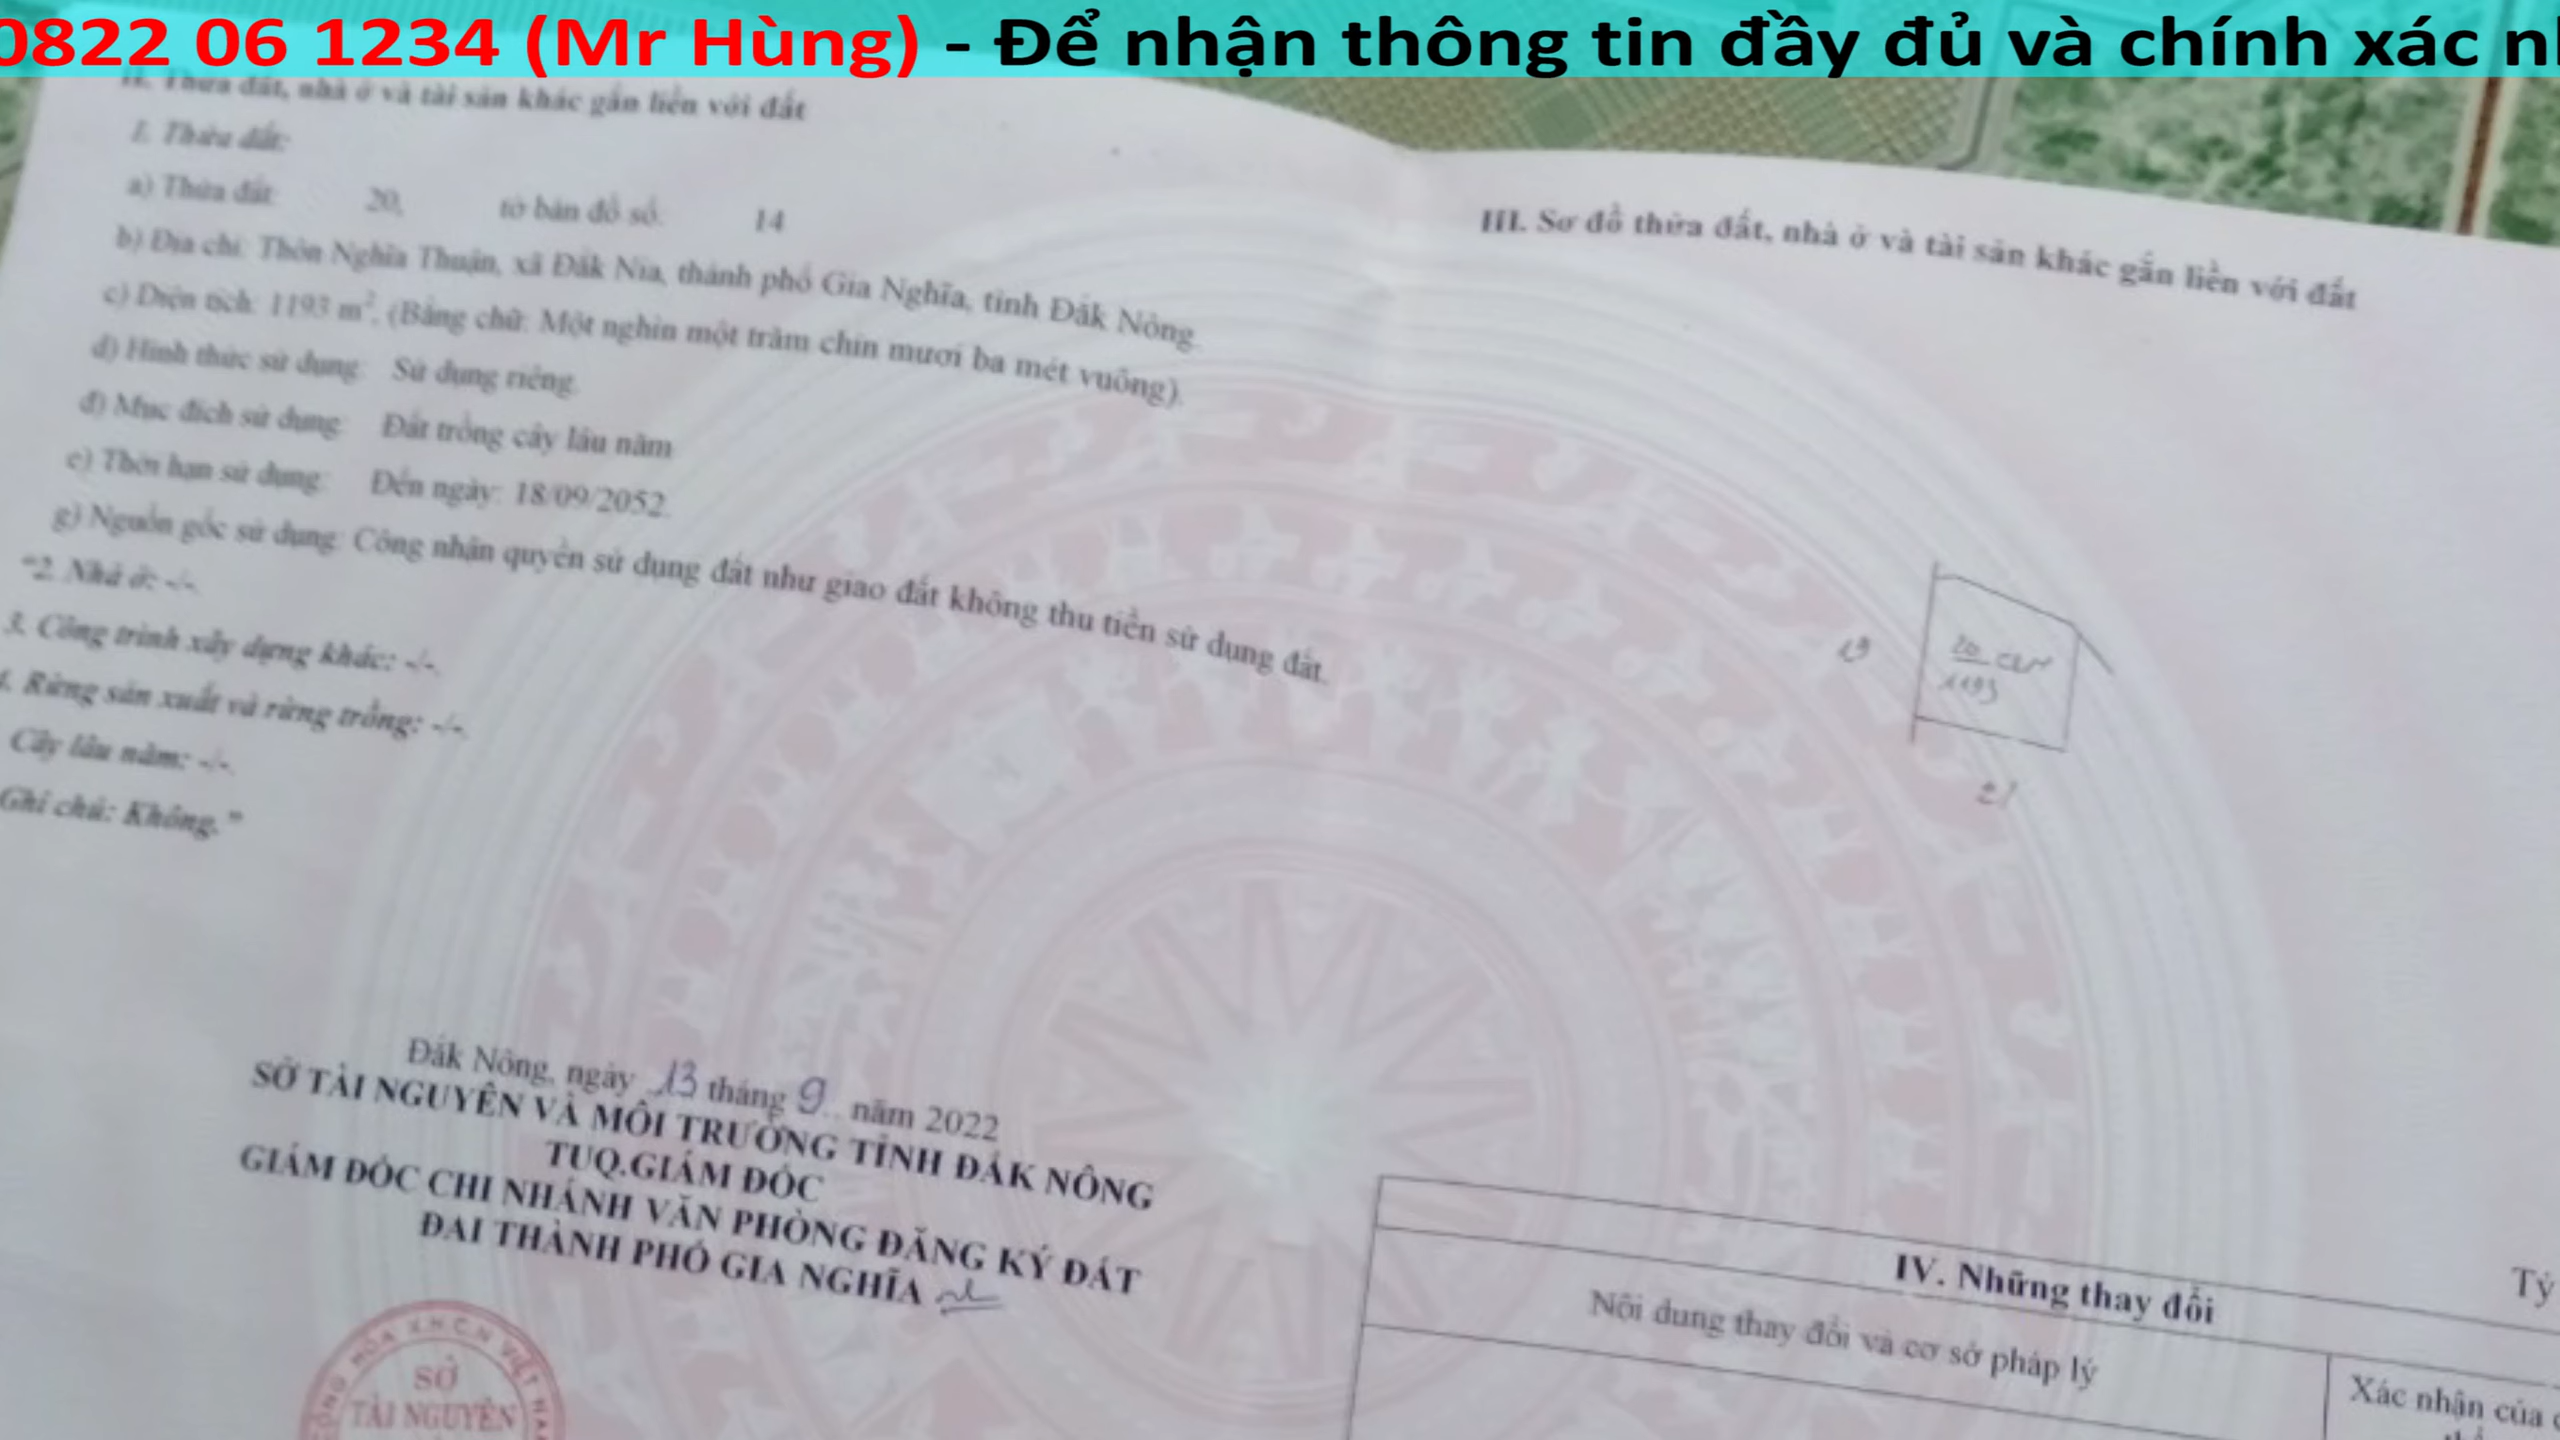 0822 06 1234 (Mr Hùng) - Để nhận thông tin đầy đủ và chính xác
II. Thửa đất, nhà ở và tài sản khác gắn liền với đất
1. Thửa đất:
a) Thửa đất 20, tờ bản đồ số: 14
b) Địa chỉ: Thôn Nghĩa Thuận, xã Đắk Nia, thành phố Gia Nghĩa, tỉnh Đắk Nông.
c) Diện tích: 1193 m², (Bằng chữ: Một nghìn một trăm chín mươi ba mét vuông).
d) Hình thức sử dụng: Sử dụng riêng.
đ) Mục đích sử dụng: Đất trồng cây lâu năm
e) Thời hạn sử dụng: Đến ngày: 18/09/2052.
g) Nguồn gốc sử dụng: Công nhận quyền sử dụng đất như giao đất không thu tiền sử dụng đất.
"2. Nhà ở: -/-.
3. Công trình xây dựng khác: -/-.
4. Rừng sản xuất và rừng trồng: -/-.
Cây lâu năm: -/-.
Ghi chú: Không."
Đắk Nông, ngày 13 tháng 9 năm 2022
SỞ TÀI NGUYÊN VÀ MÔI TRƯỜNG TỈNH ĐẮK NÔNG
TUQ.GIÁM ĐỐC
GIÁM ĐỐC CHI NHÁNH VĂN PHÒNG ĐĂNG KÝ ĐẤT
ĐAI THÀNH PHỐ GIA NGHĨA
CỘNG HÒA X.H.C.N VIỆT NAM
SỞ
TÀI NGUYÊN
III. Sơ đồ thửa đất, nhà ở và tài sản khác gắn liền với đất
19
20 CLN
1193
21
Tỷ
IV. Những thay đổi
Nội dung thay đổi và cơ sở pháp lý
Xác nhận của